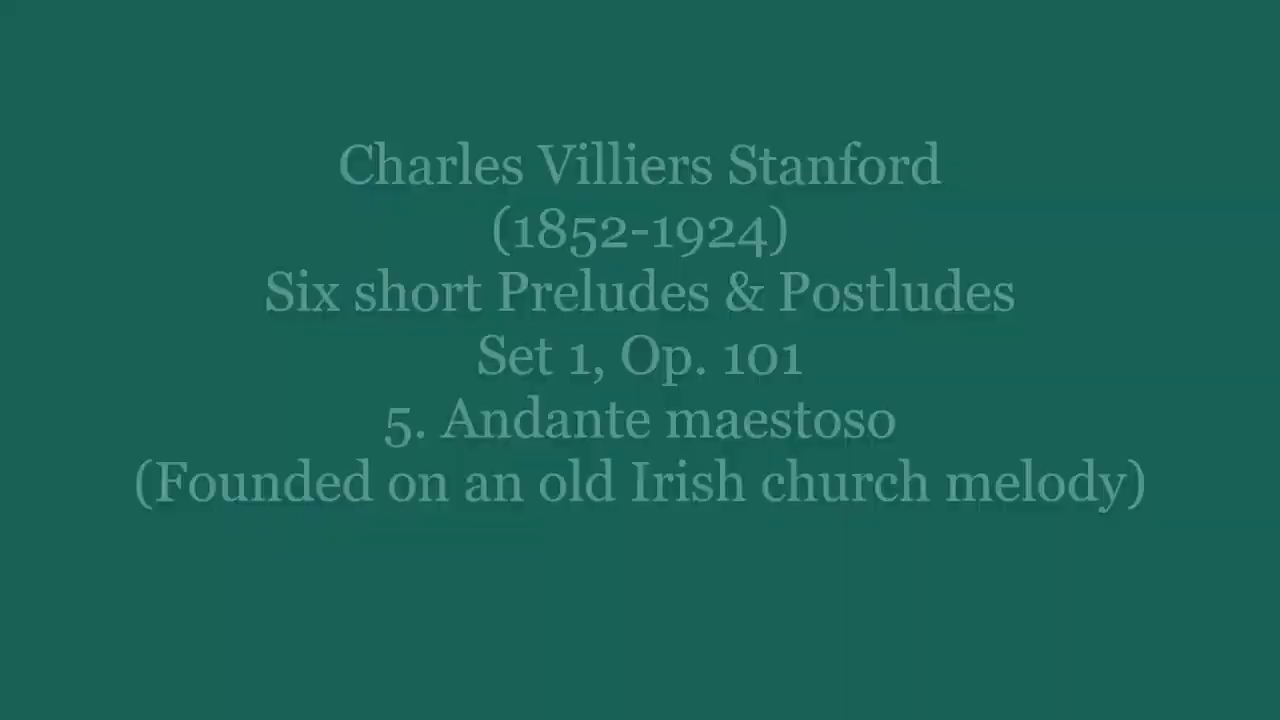 Charles Villiers Stanford
(1852-1924)
Six short Preludes & Postludes
Set 1, Op. 101
5. Andante maestoso
(Founded on an old Irish church melody)